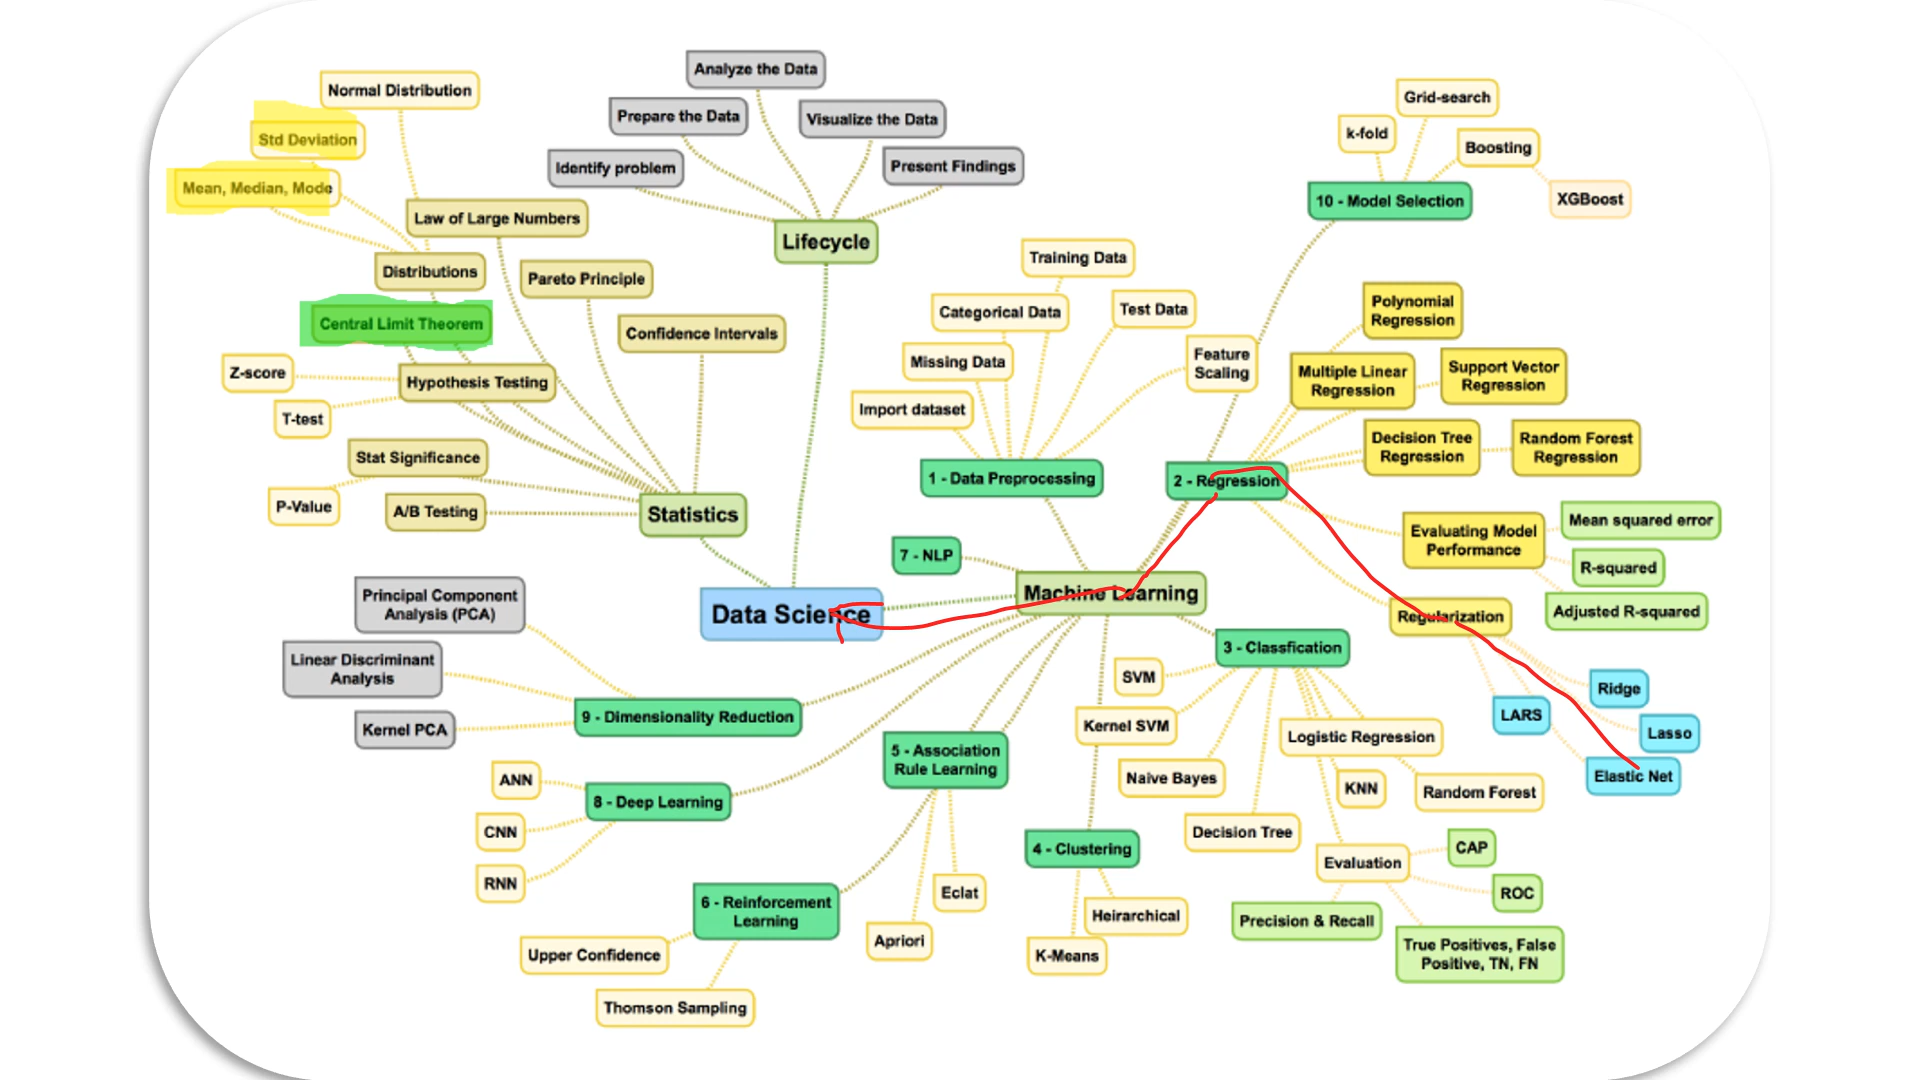 Analyze the Data
Normal Distribution
Grid-search
Prepare the Data
Visualize the Data
k-fold
Std Deviation
Boosting
Identify problem
Present Findings
Mean, Median, Mode
10 - Model Selection
XGBoost
Law of Large Numbers
Lifecycle
Training Data
Distributions
Pareto Principle
Categorical Data
Test Data
Polynomial
Regression
Central Limit Theorem
Confidence Intervals
Missing Data
Feature
Scaling
Z-score
Hypothesis Testing
Multiple Linear
Regression
Support Vector
Regression
Import dataset
T-test
Decision Tree
Regression
Random Forest
Regression
Stat Significance
1 - Data Preprocessing
2 - Regression
P-Value
A/B Testing
Statistics
Evaluating Model
Performance
Mean squared error
7 - NLP
R-squared
Machine Learning
Principal Component
Analysis (PCA)
Data Science
Regularization
Adjusted R-squared
Linear Discriminant
Analysis
3 - Classfication
SVM
Ridge
Kernel PCA
9 - Dimensionality Reduction
Kernel SVM
LARS
Lasso
5 - Association
Rule Learning
Logistic Regression
ANN
Naive Bayes
KNN
Random Forest
Elastic Net
8 - Deep Learning
CNN
Decision Tree
4 - Clustering
Evaluation
CAP
RNN
Eclat
ROC
6 - Reinforcement
Learning
Heirarchical
Precision & Recall
Apriori
Upper Confidence
K-Means
True Positives, False
Positive, TN, FN
Thomson Sampling